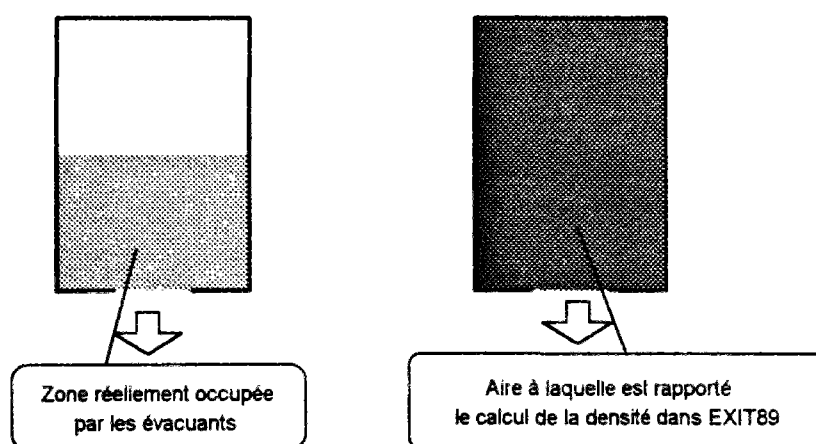 Zone réellement occupée
par les évacuants
Aire à laquelle est rapporté
le calcul de la densité dans EXIT89